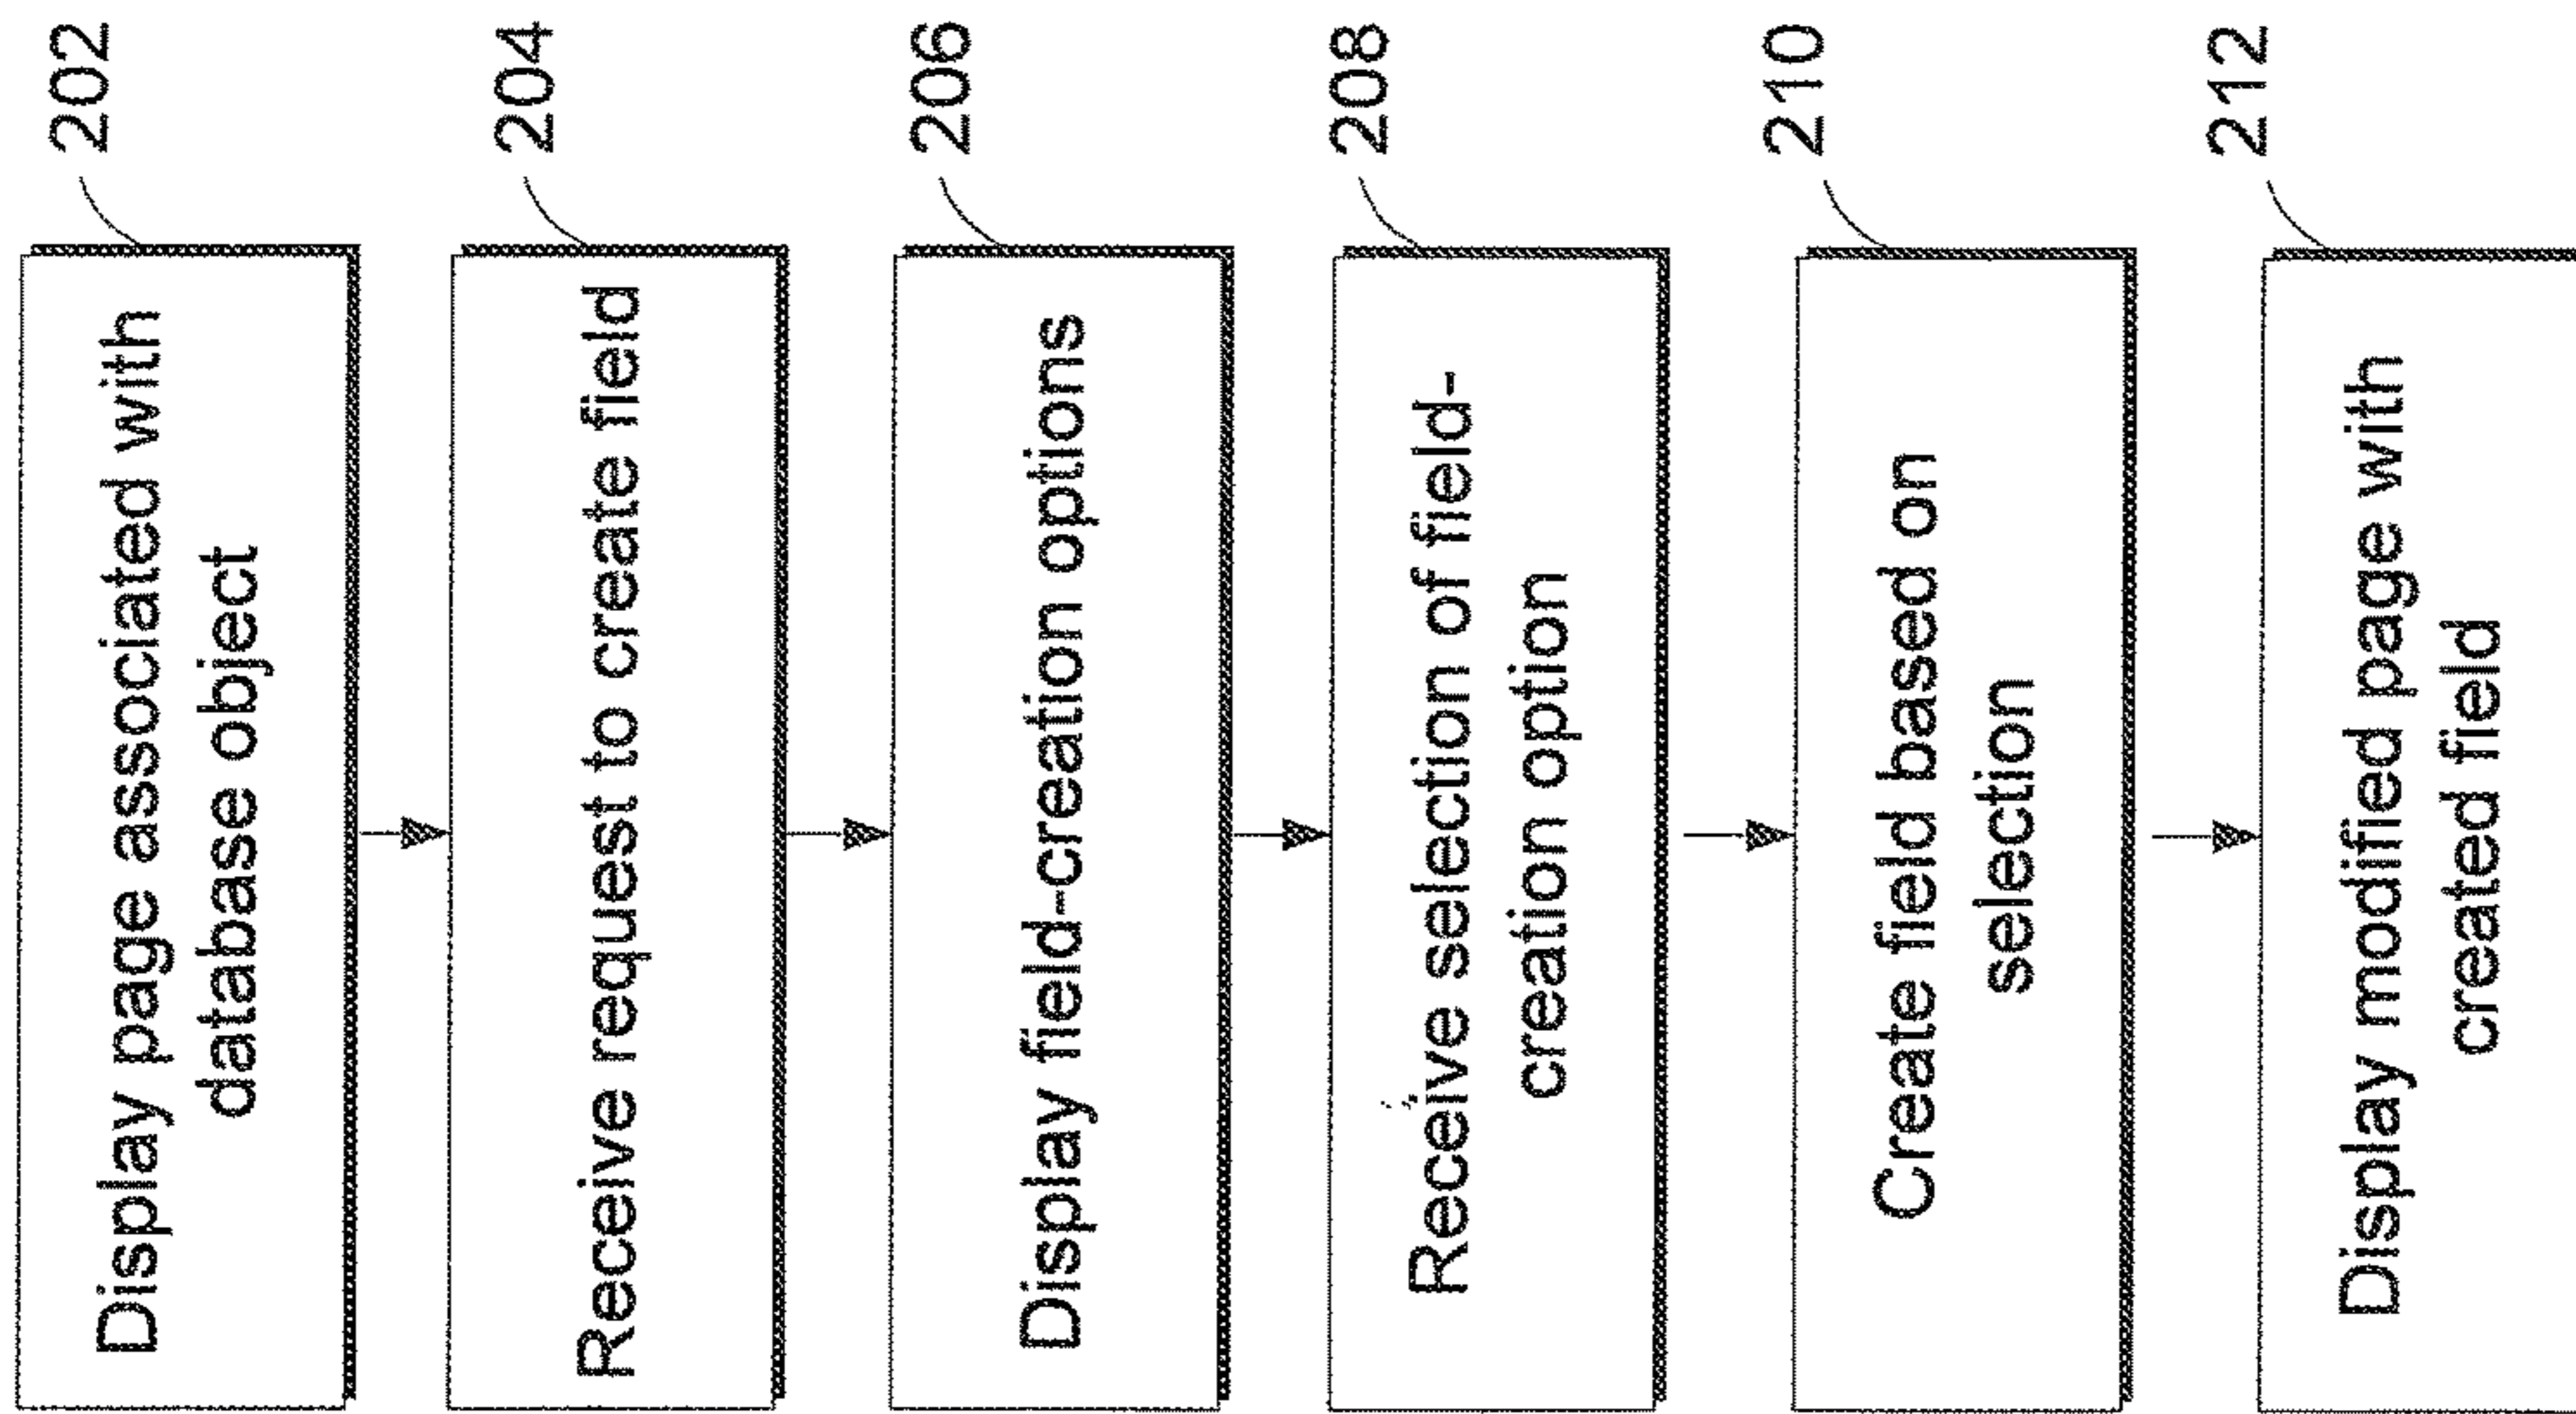 202
Display page associated with
database object
204
Receive request to create field
206
Display field-creation options
208
Receive selection of field-
creation option
210
Create field based on
selection
212
Display modified page with
created field